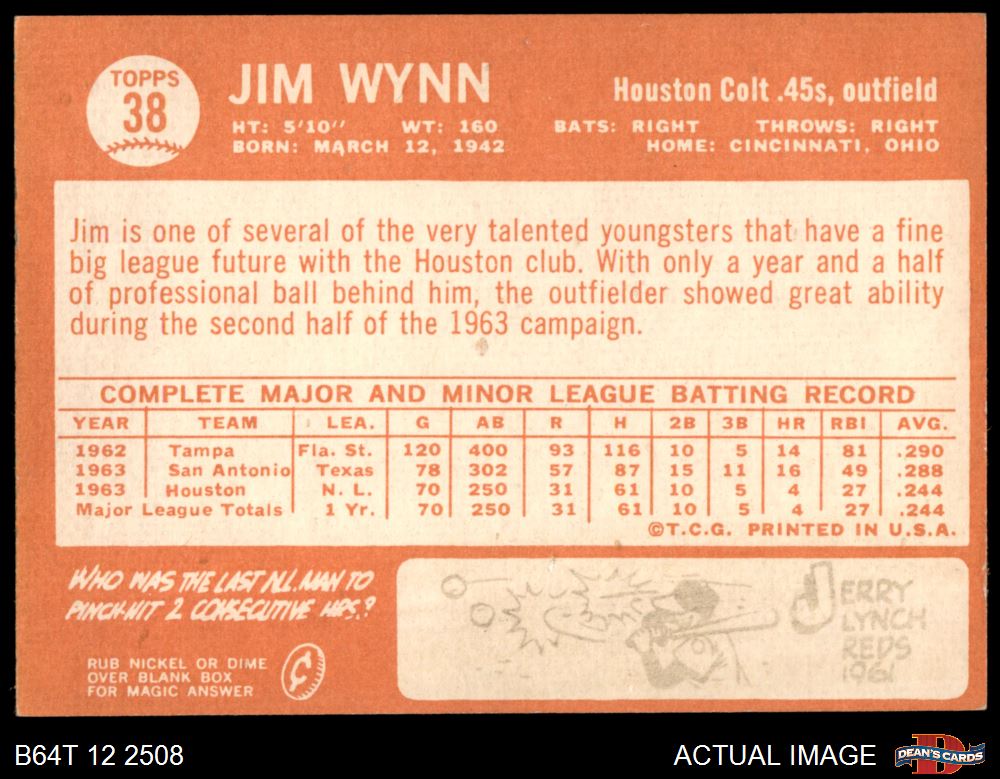 TOPPS
38
JIM WYNN
Houston Colt .45s, outfield
HT: 5'10" WT: 160 BATS: RIGHT THROWS: RIGHT
BORN: MARCH 12, 1942 HOME: CINCINNATI, OHIO
Jim is one of several of the very talented youngsters that have a fine
big league future with the Houston club. With only a year and a half
of professional ball behind him, the outfielder showed great ability
during the second half of the 1963 campaign.
COMPLETE MAJOR AND MINOR LEAGUE BATTING RECORD
YEAR TEAM LEA. G AB R H 2B 3B HR RBI AVG.
1962 Tampa Fla. St. 120 400 93 116 10 5 14 81 .290
1963 San Antonio Texas 78 302 57 87 15 11 16 49 .288
1963 Houston N. L. 70 250 31 61 10 5 4 27 .244
Major League Totals 1 Yr. 70 250 31 61 10 5 4 27 .244
©T.C.G. PRINTED IN U.S.A.
WHO WAS THE LAST N.L. MAN TO
PINCH-HIT 2 CONSECUTIVE HRS.?
RUB NICKEL OR DIME
OVER BLANK BOX
FOR MAGIC ANSWER
¢
JERRY
LYNCH
REDS
1961
B64T 12 2508
ACTUAL IMAGE
D
DEAN'S CARDS